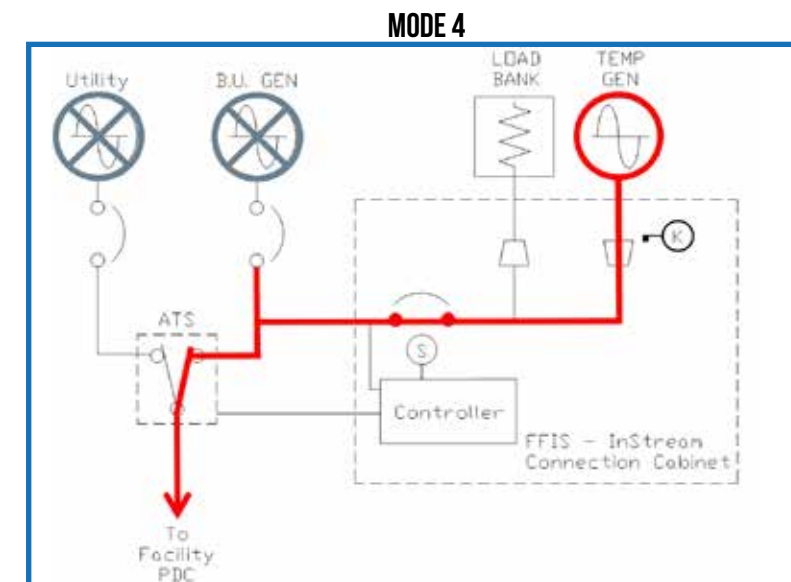 MODE 4
Utility
B.U. GEN
LOAD
BANK
TEMP
GEN
K
ATS
S
Controller
FFIS - InStream
Connection Cabinet
To
Facility
PDC